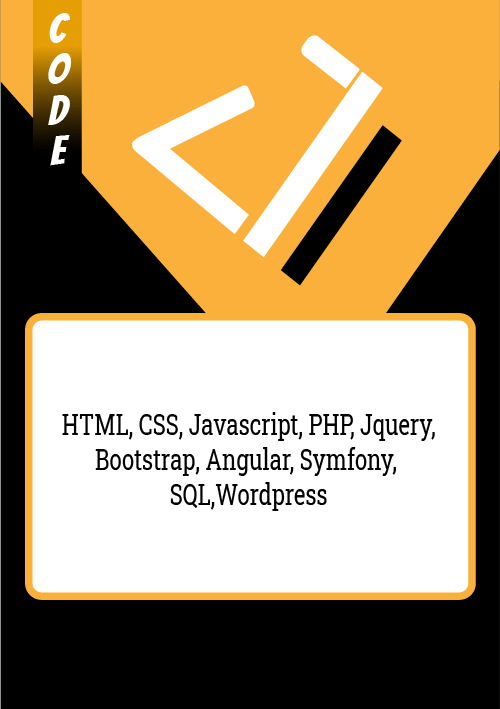 CODE
HTML, CSS, Javascript, PHP, Jquery,
Bootstrap, Angular, Symfony,
SQL,Wordpress